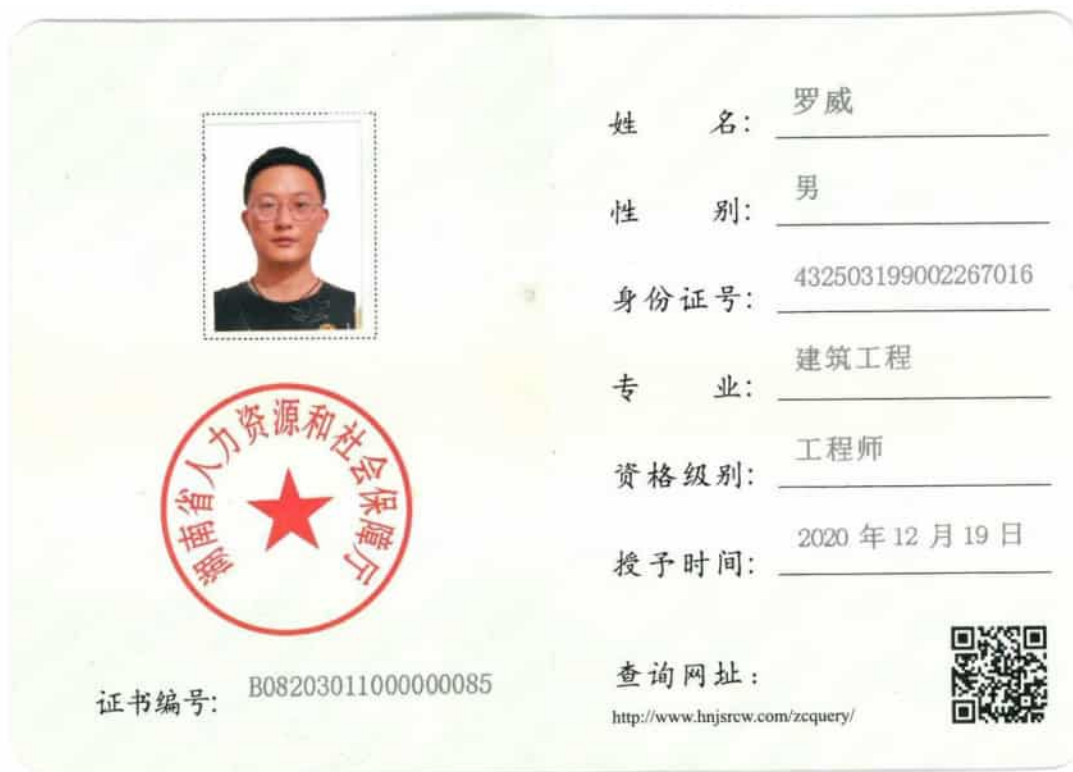 姓名: 罗威
性别: 男
身份证号: 432503199002267016
专业: 建筑工程
资格级别: 工程师
授予时间: 2020 年 12 月 19 日
湖南省人力资源和社会保障厅
证书编号: B08203011000000085
查询网址:
http://www.hnjsrcw.com/zcquery/